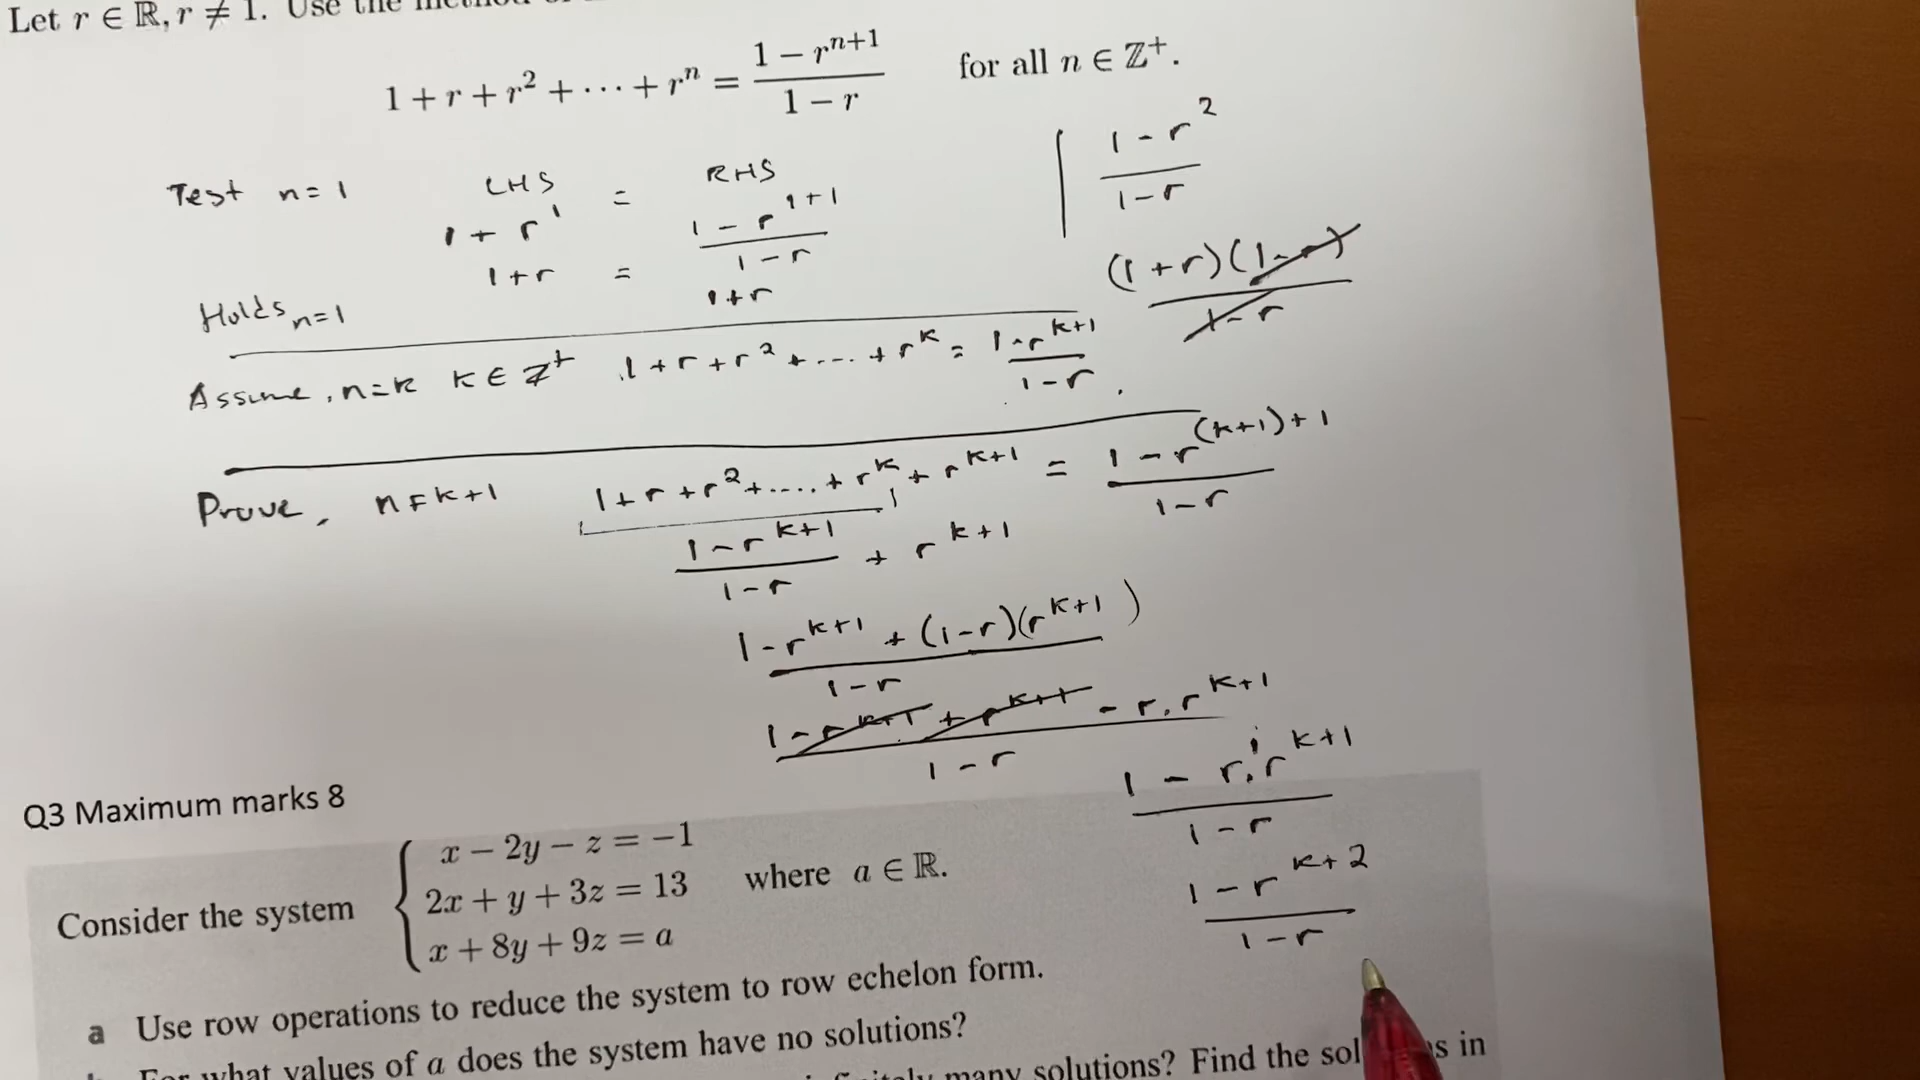 Let r ∈ ℝ, r ≠ 1. Use the method
1 + r + r² + ··· + rⁿ = (1 − rⁿ⁺¹)/(1 − r) for all n ∈ ℤ⁺.
Test n = 1 LHS = RHS
1 + r¹ (1 − r¹⁺¹)/(1 − r)
1 + r = 1 + r
Holds n=1
(1 − r²)/(1 − r)
(1 + r)(1 − r)/(1 − r)
Assume, n = k k ∈ ℤ⁺ 1 + r + r² + .... + rᵏ = (1 − rᵏ⁺¹)/(1 − r).
Prove, n = k+1 1 + r + r² + .... + rᵏ + rᵏ⁺¹ = (1 − r⁽ᵏ⁺¹⁾⁺¹)/(1 − r)
(1 − rᵏ⁺¹)/(1 − r) + rᵏ⁺¹
(1 − rᵏ⁺¹ + (1−r)(rᵏ⁺¹))/(1 − r)
(1 − rᵏ⁺¹ + rᵏ⁺¹ − r.rᵏ⁺¹)/(1 − r)
(1 − r.rᵏ⁺¹)/(1 − r)
(1 − rᵏ⁺²)/(1 − r)
Q3 Maximum marks 8
Consider the system { x − 2y − z = −1
2x + y + 3z = 13 where a ∈ ℝ.
x + 8y + 9z = a
a Use row operations to reduce the system to row echelon form.
For what values of a does the system have no solutions?
many solutions? Find the in